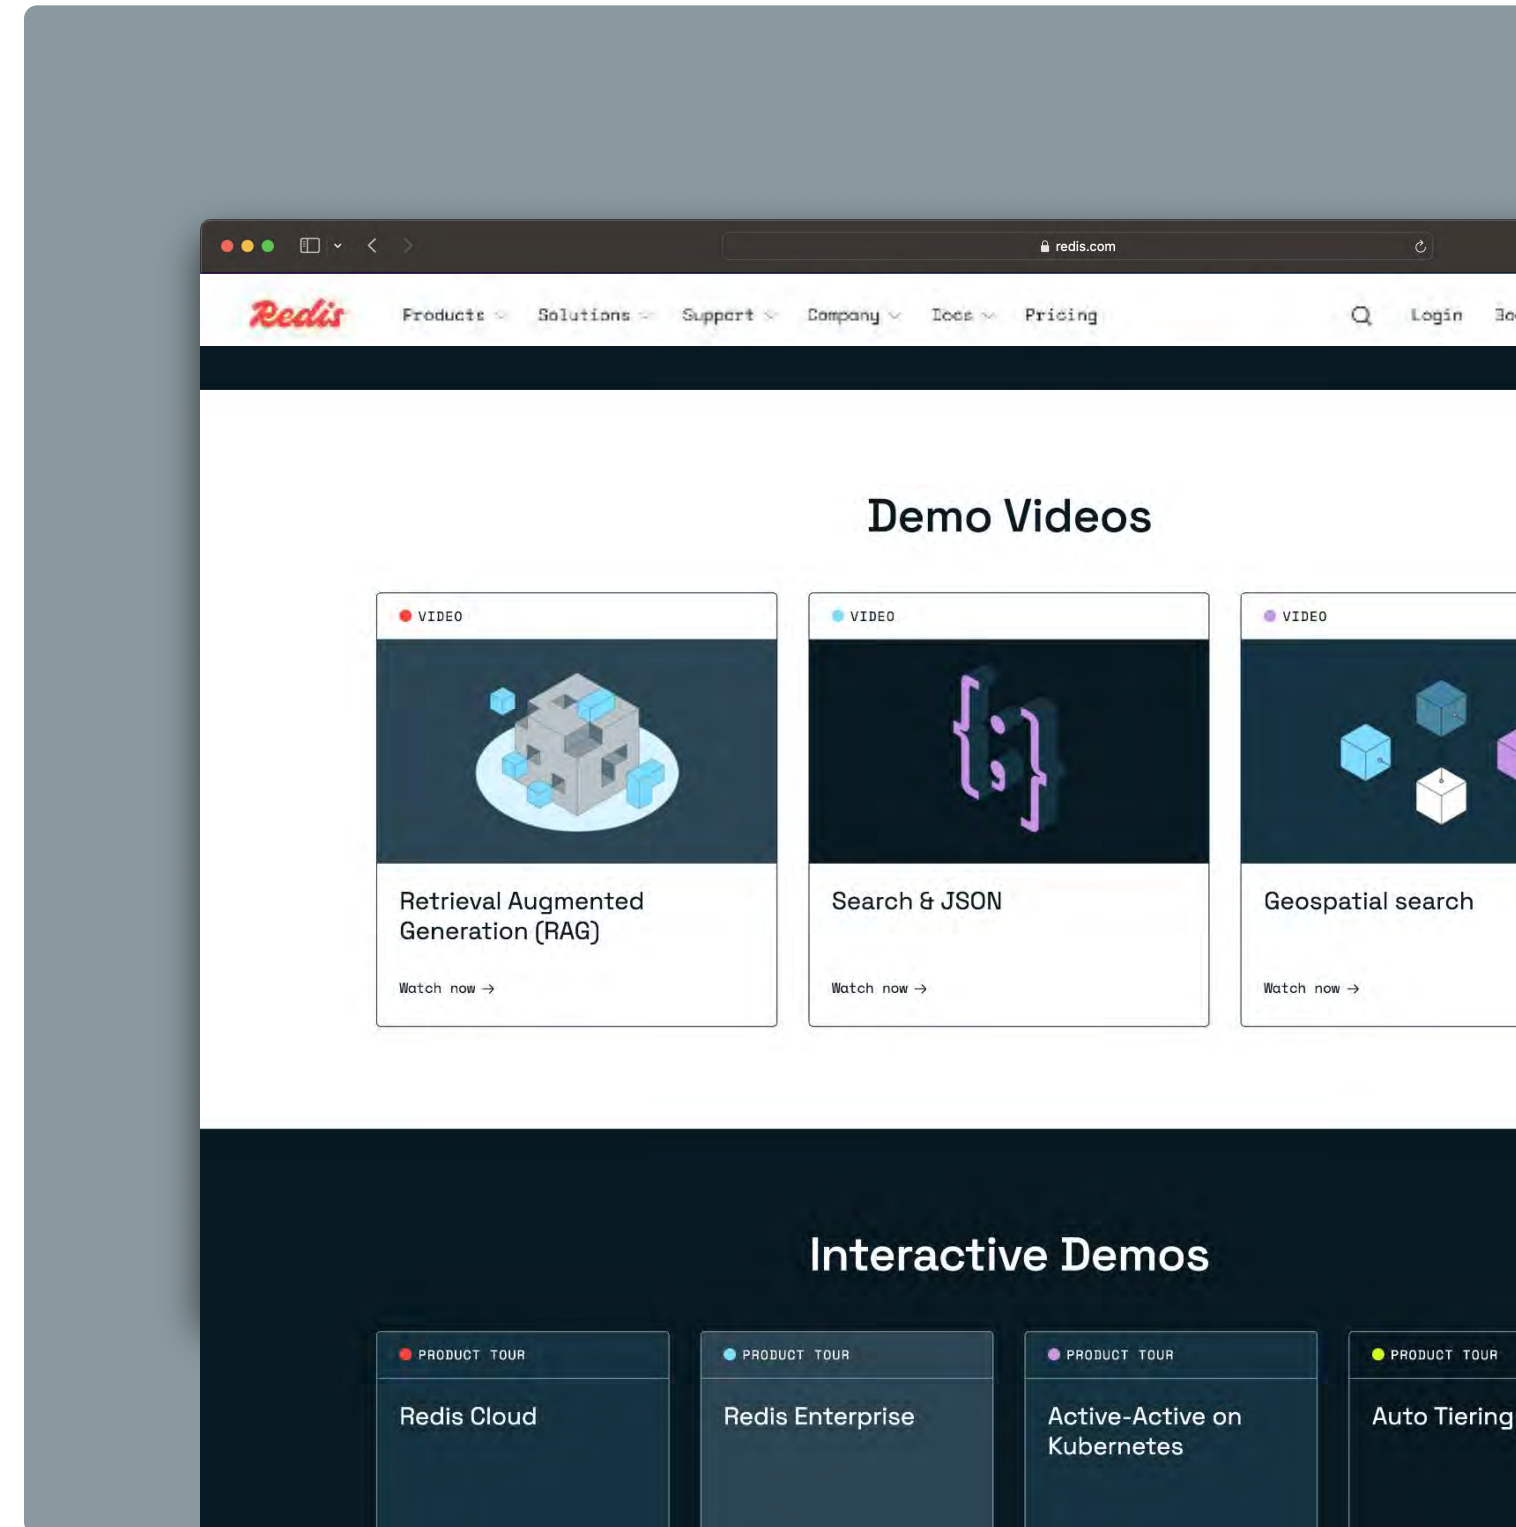 redis.com
Redis
Products
Solutions
Support
Company
Docs
Pricing
Login
Demo Videos
VIDEO
VIDEO
VIDEO
Retrieval Augmented
Generation (RAG)
Search & JSON
Geospatial search
Watch now →
Watch now →
Watch now →
Interactive Demos
PRODUCT TOUR
PRODUCT TOUR
PRODUCT TOUR
PRODUCT TOUR
Redis Cloud
Redis Enterprise
Active-Active on
Kubernetes
Auto Tiering